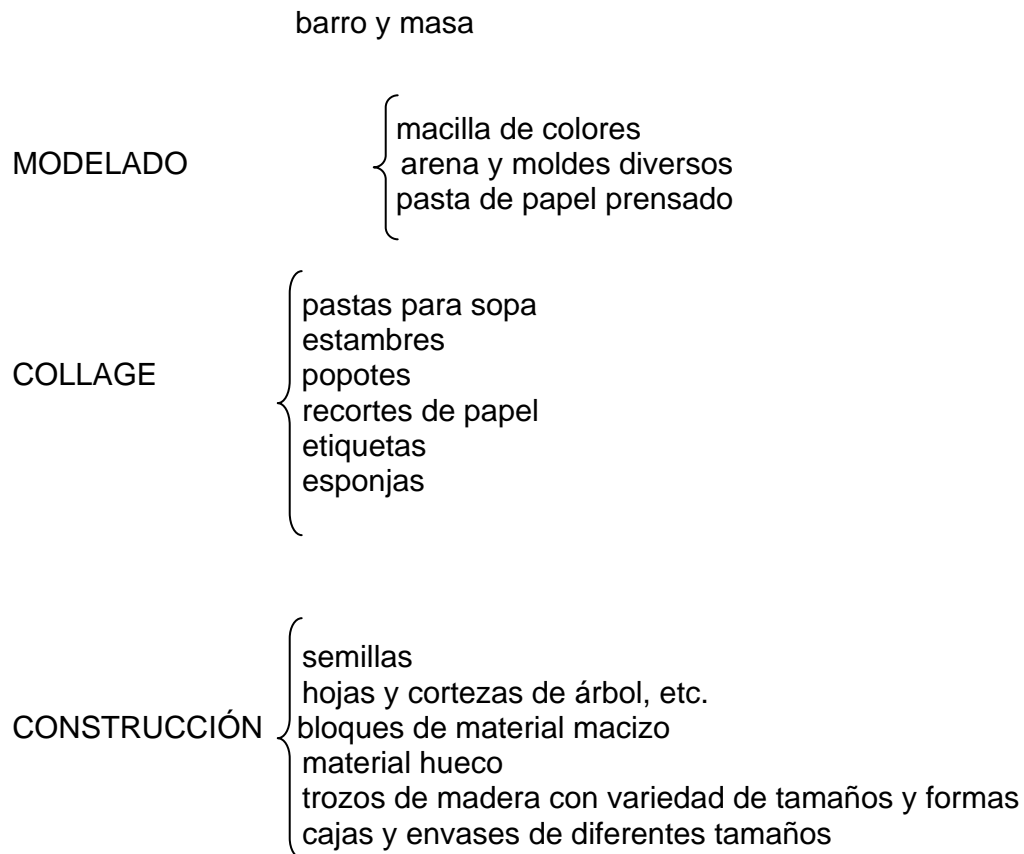 barro y masa
macilla de colores
MODELADO
arena y moldes diversos
pasta de papel prensado
pastas para sopa
estambres
COLLAGE
popotes
recortes de papel
etiquetas
esponjas
semillas
hojas y cortezas de árbol, etc.
CONSTRUCCIÓN
bloques de material macizo
material hueco
trozos de madera con variedad de tamaños y formas
cajas y envases de diferentes tamaños